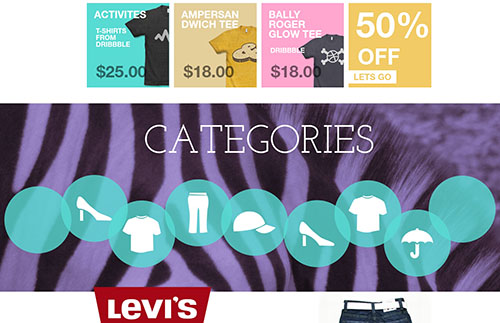 ACTIVITES
T-SHIRTS
FROM
DRIBBBLE
$25.00
AMPERSAN
DWICH TEE
$18.00
BALLY
ROGER
GLOW TEE
DRIBBBLE
$18.00
50%
OFF
LETS GO
CATEGORIES
LEVI'S